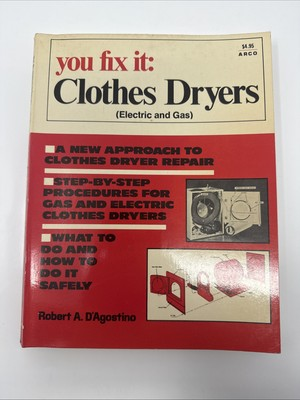 $4.95
ARCO
you fix it:
Clothes Dryers
(Electric and Gas)
A NEW APPROACH TO
CLOTHES DRYER REPAIR
STEP-BY-STEP
PROCEDURES FOR
GAS AND ELECTRIC
CLOTHES DRYERS
WHAT TO
DO AND
HOW TO
DO IT
SAFELY
Robert A. D'Agostino